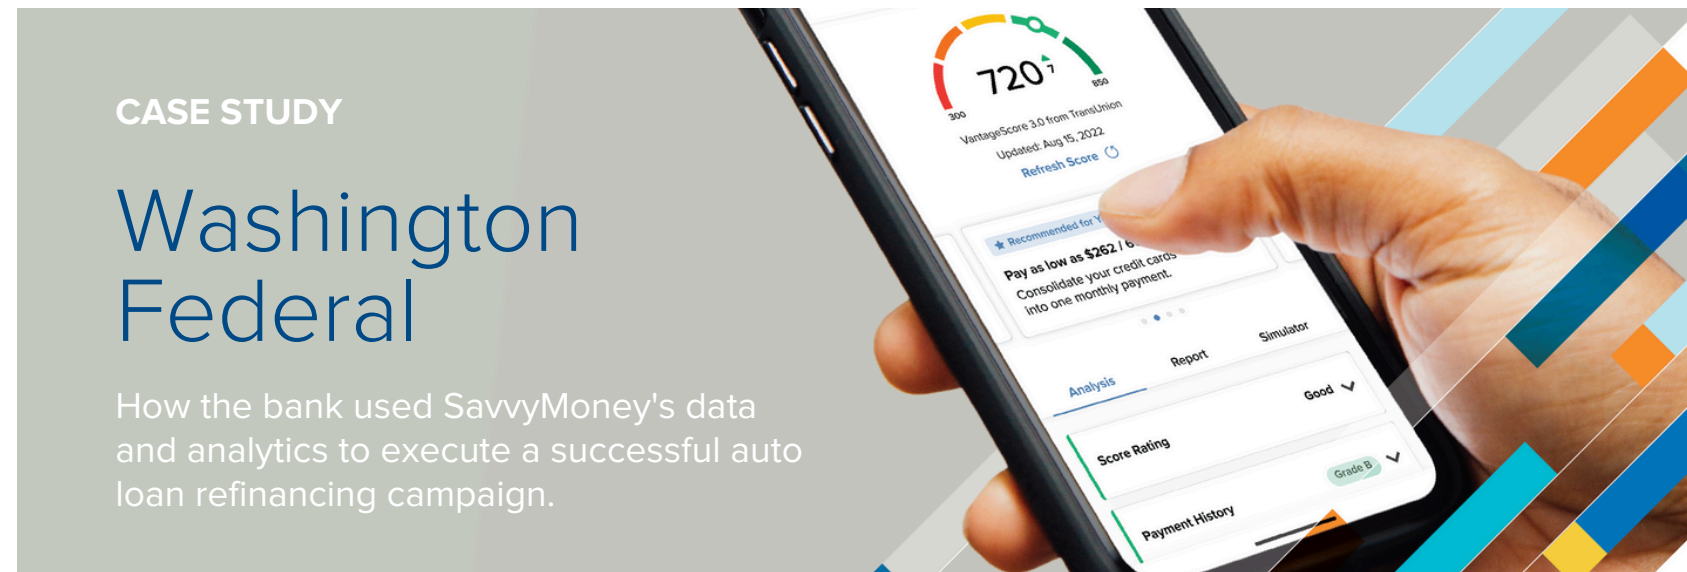 CASE STUDY
Washington
Federal
How the bank used SavvyMoney's data
and analytics to execute a successful auto
loan refinancing campaign.
720 7
300
850
VantageScore 3.0 from TransUnion
Updated: Aug 15, 2022
Refresh Score
Recommended for
Pay as low as $262 /
Consolidate your credit cards
into one monthly payment.
Analysis
Report
Simulator
Score Rating
Good
Payment History
Grade B